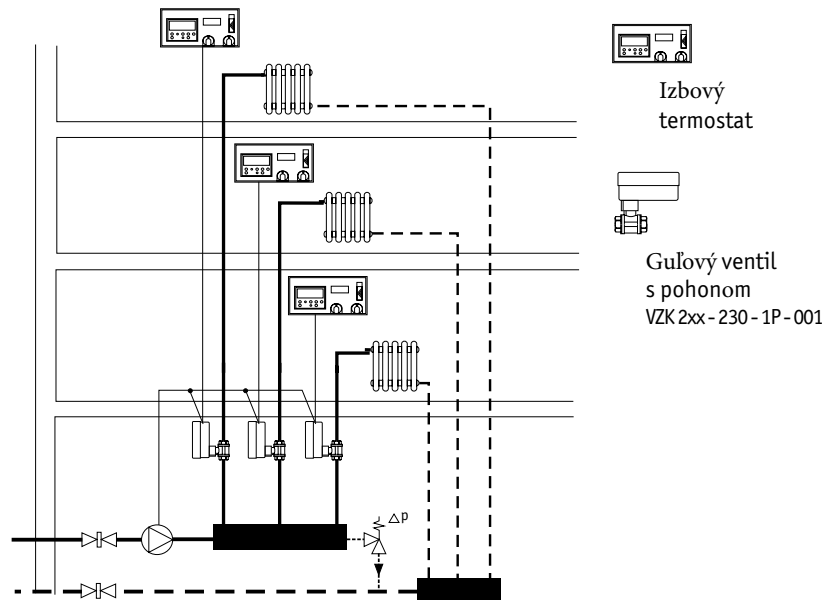 Izbový
termostat
Guľový ventil
s pohonom
VZK 2xx - 230 - 1P - 001
Δp